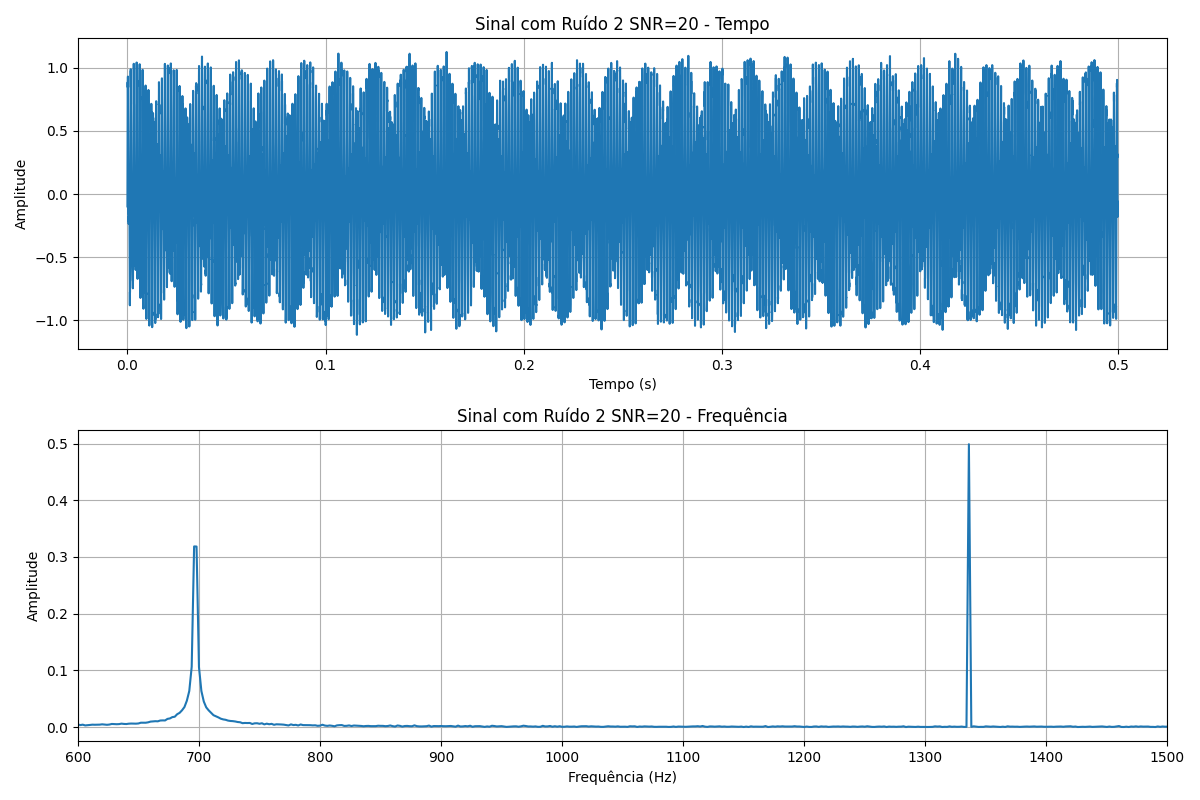 Sinal com Ruído 2 SNR=20 - Tempo
Amplitude
1.0
0.5
0.0
−0.5
−1.0
0.0 0.1 0.2 0.3 0.4 0.5
Tempo (s)
Sinal com Ruído 2 SNR=20 - Frequência
Amplitude
0.5
0.4
0.3
0.2
0.1
0.0
600 700 800 900 1000 1100 1200 1300 1400 1500
Frequência (Hz)